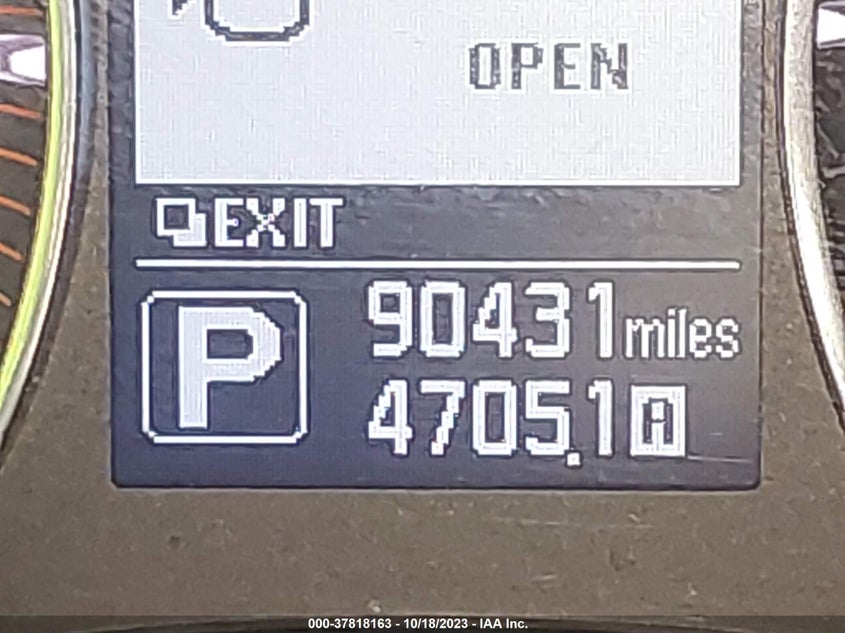 OPEN
EXIT
P
90431 miles
4705.1 A
000-37818163 - 10/18/2023 - IAA Inc.